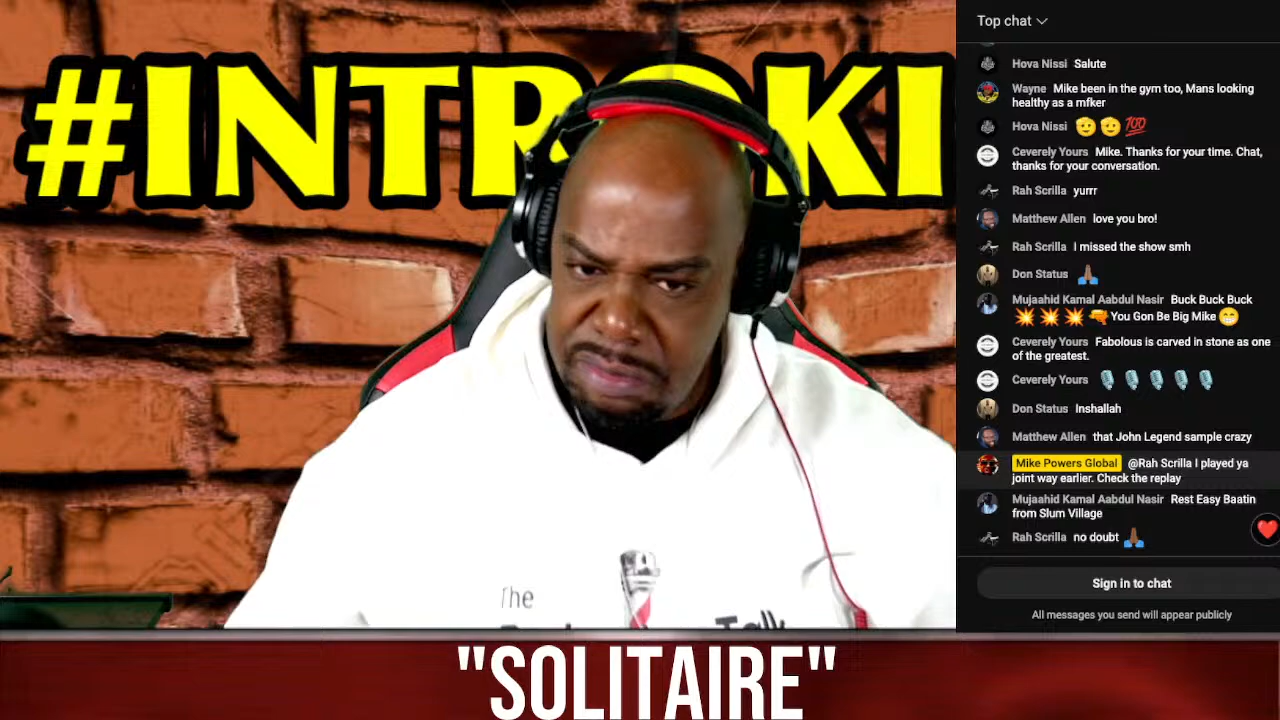 #INTROKI
The
Talk
"SOLITAIRE"
Top chat
Hova Nissi Salute
Wayne Mike been in the gym too, Mans looking
healthy as a mfker
Hova Nissi 🫡 🫡 💯
Ceverely Yours Mike. Thanks for your time. Chat,
thanks for your conversation.
Rah Scrilla yurrr
Matthew Allen love you bro!
Rah Scrilla I missed the show smh
Don Status 🙏🏾
Mujaahid Kamal Aabdul Nasir Buck Buck Buck
💥 💥 💥 🔫 You Gon Be Big Mike 😁
Ceverely Yours Fabolous is carved in stone as one
of the greatest.
Ceverely Yours 🎙️ 🎙️ 🎙️ 🎙️ 🎙️
Don Status Inshallah
Matthew Allen that John Legend sample crazy
Mike Powers Global @Rah Scrilla I played ya
joint way earlier. Check the replay
Mujaahid Kamal Aabdul Nasir Rest Easy Baatin
from Slum Village
Rah Scrilla no doubt 🙏🏾
Sign in to chat
All messages you send will appear publicly